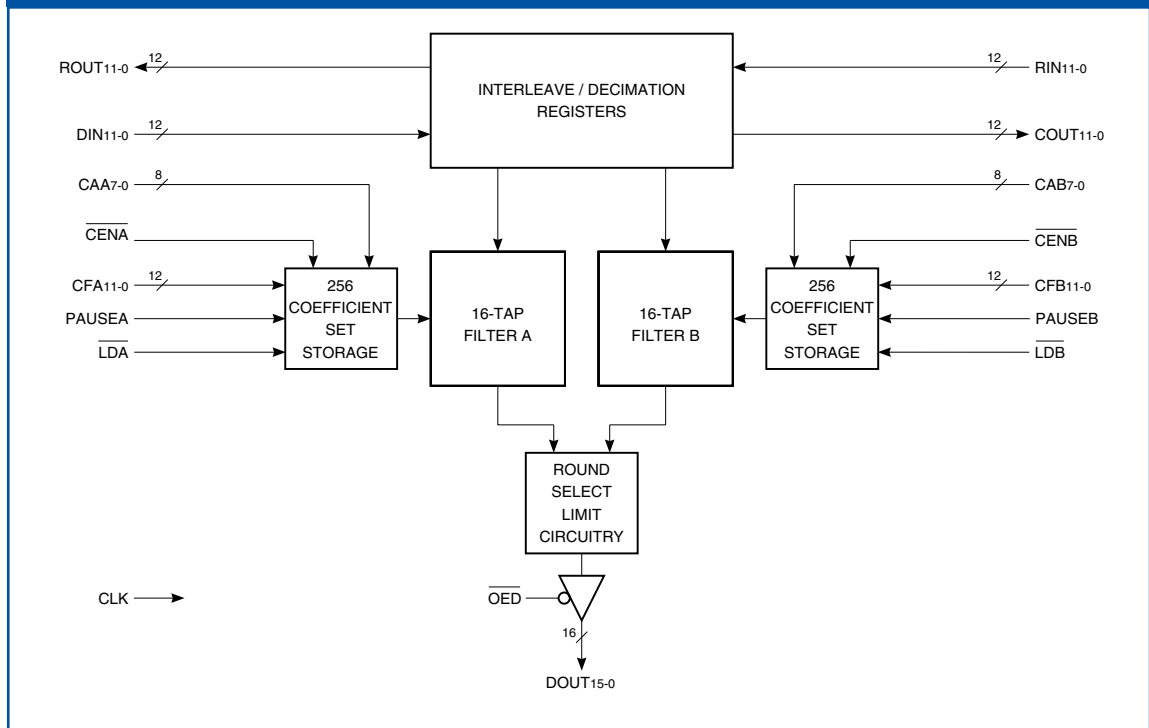 ROUT11-0
12
INTERLEAVE / DECIMATION
REGISTERS
12
RIN11-0
DIN11-0
12
12
COUT11-0
CAA7-0
8
8
CAB7-0
CENA
CENB
CFA11-0
12
256
COEFFICIENT
SET
STORAGE
16-TAP
FILTER A
16-TAP
FILTER B
256
COEFFICIENT
SET
STORAGE
12
CFB11-0
PAUSEA
PAUSEB
LDA
LDB
ROUND
SELECT
LIMIT
CIRCUITRY
CLK
OED
16
DOUT15-0